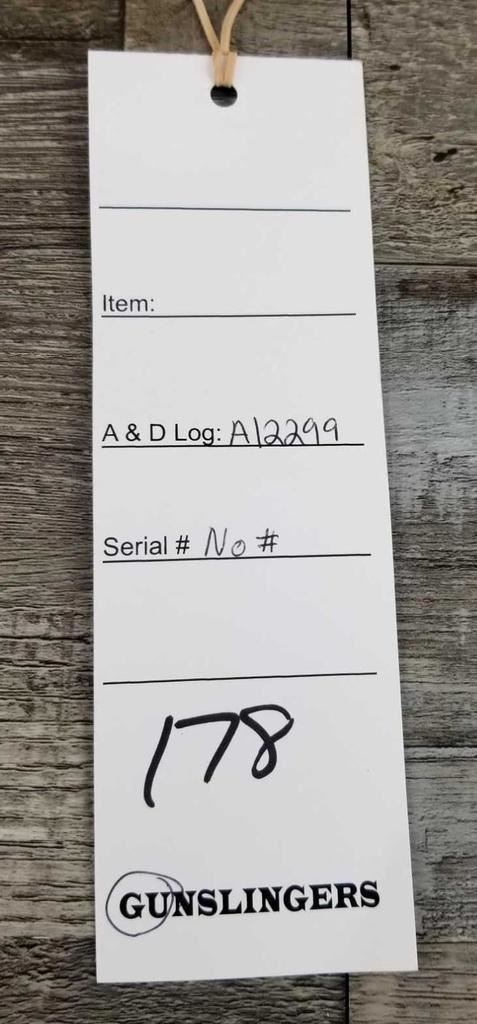 Item:
A & D Log: A12299
Serial # No #
178
GUNSLINGERS